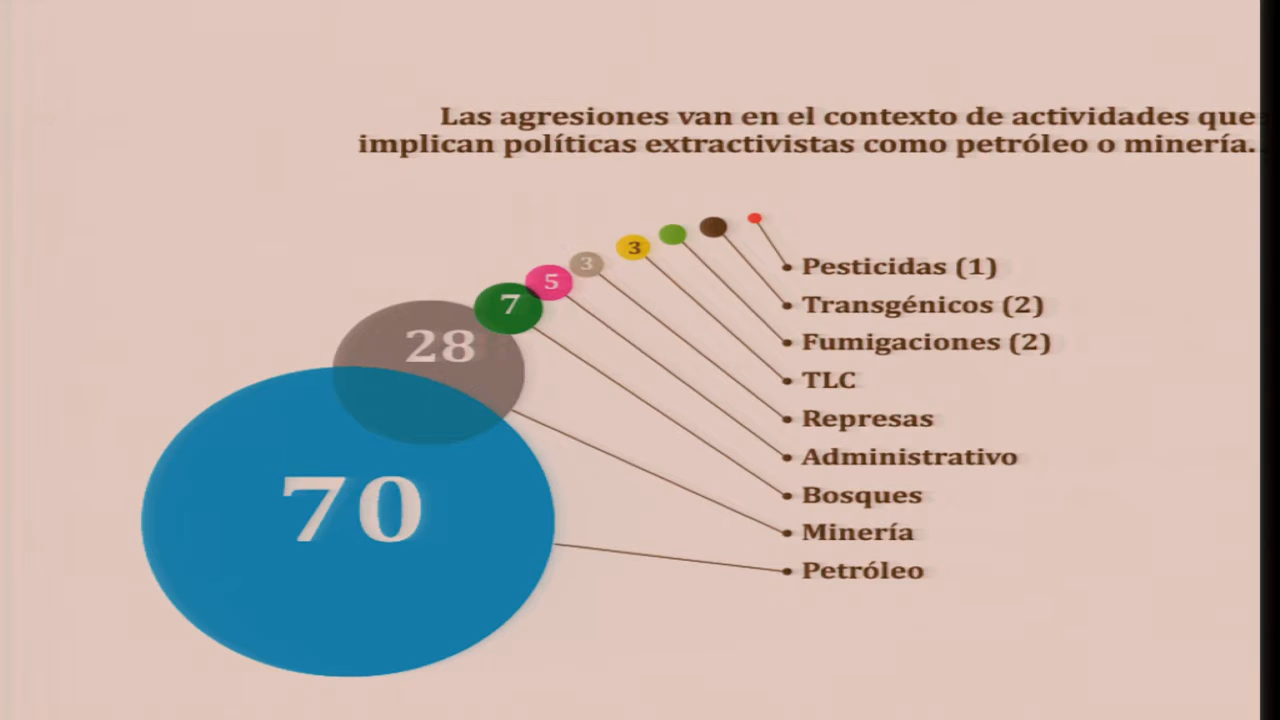 Las agresiones van en el contexto de actividades que
implican políticas extractivistas como petróleo o minería.
3
3
5
7
28
70
Pesticidas (1)
Transgénicos (2)
Fumigaciones (2)
TLC
Represas
Administrativo
Bosques
Minería
Petróleo